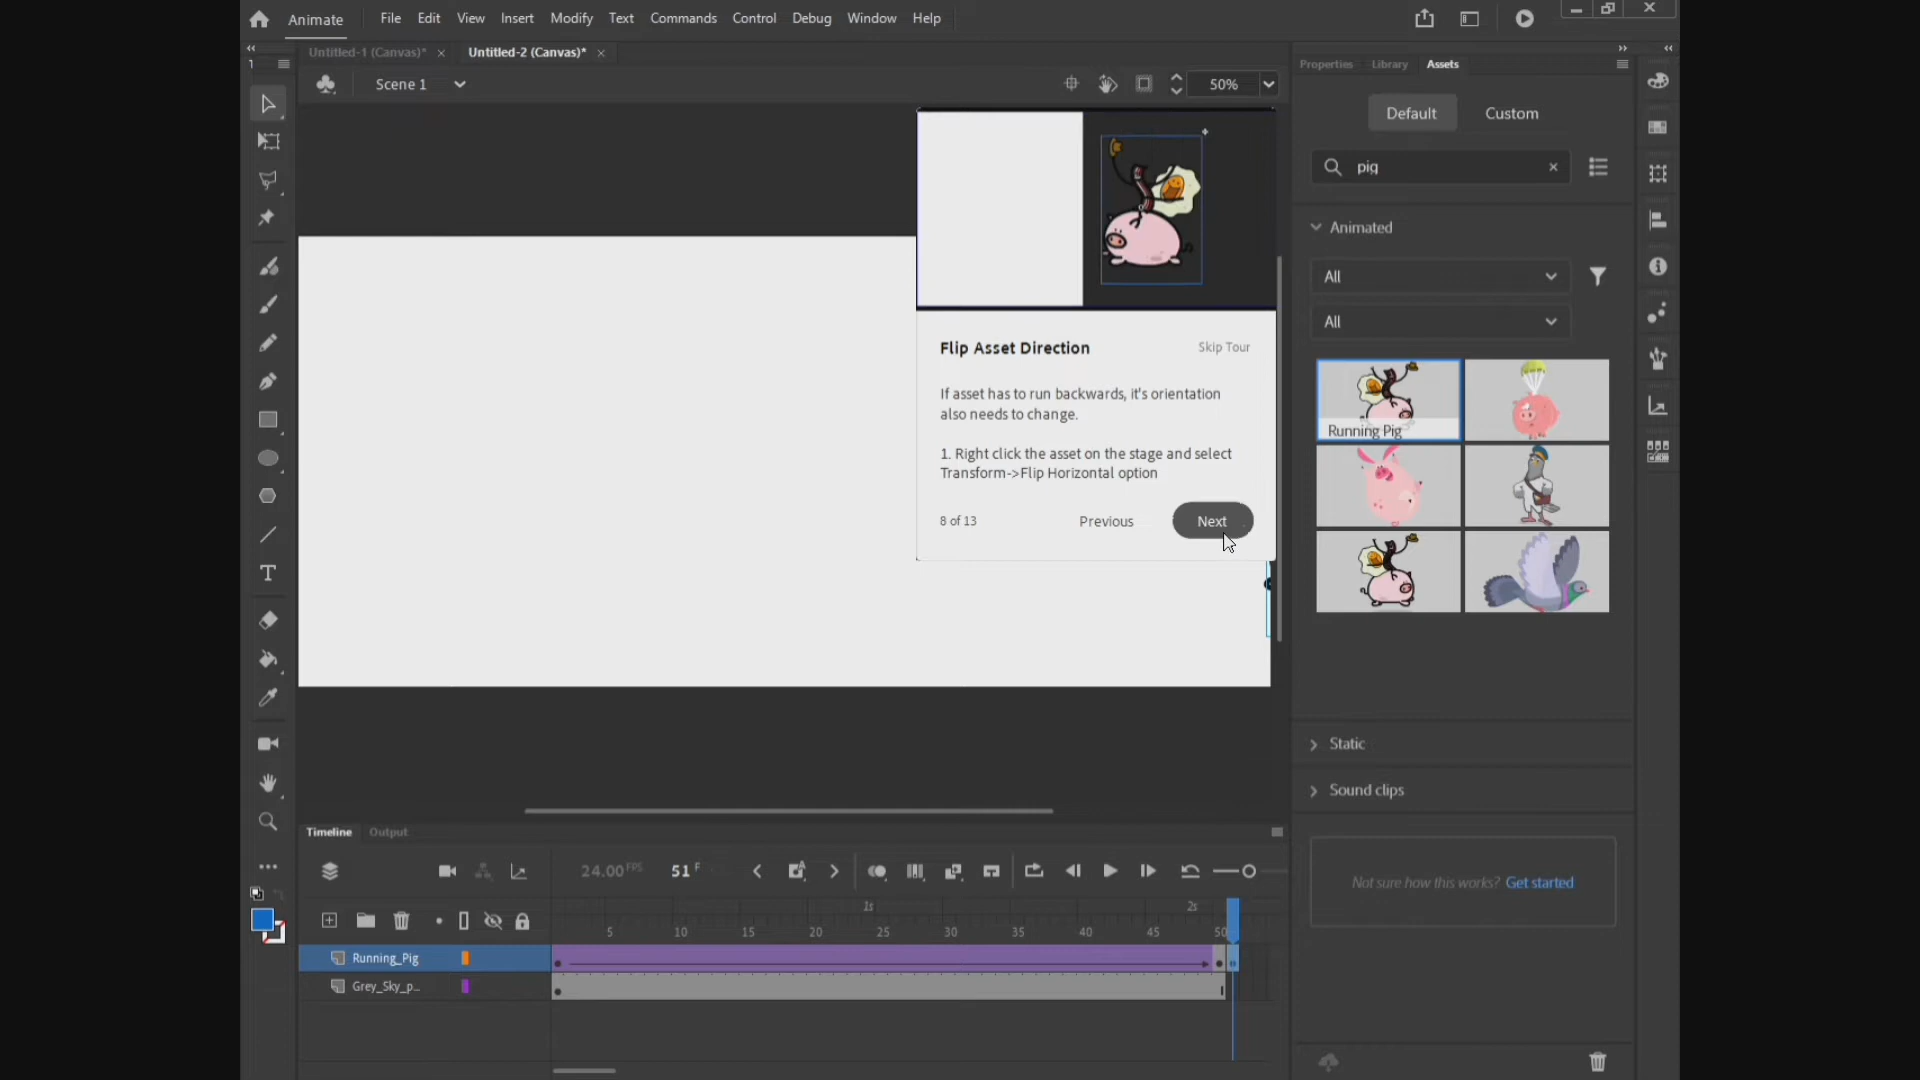 Animate File Edit View Insert Modify Text Commands Control Debug Window Help
Untitled-1 (Canvas)* × Untitled-2 (Canvas)* ×
1
Scene 1
50%
Properties Library Assets
Default Custom
pig
Animated
All
All
Running Pig
Flip Asset Direction Skip Tour
If asset has to run backwards, it's orientation
also needs to change.
1. Right click the asset on the stage and select
Transform->Flip Horizontal option
8 of 13 Previous Next
Static
Sound clips
Not sure how this works? Get started
Timeline Output
24.00 FPS 51 F
1s 2s
5 10 15 20 25 30 35 40 45 50
Running_Pig
Grey_Sky_p...